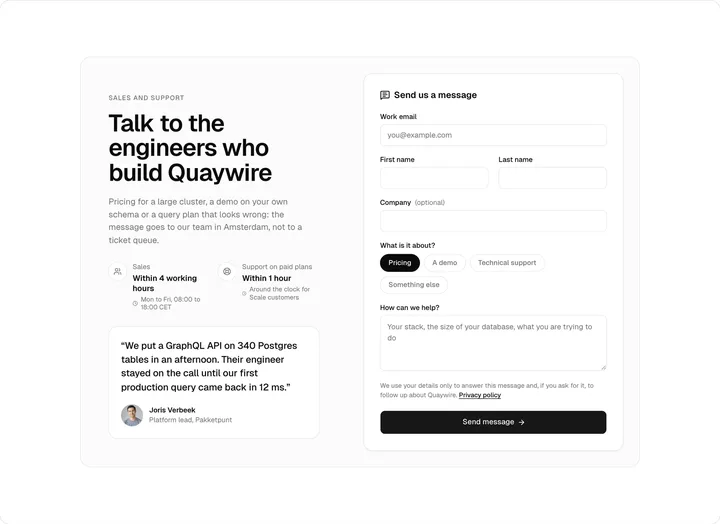 SALES AND SUPPORT
Talk to the
engineers who
build Quaywire
Pricing for a large cluster, a demo on your own
schema or a query plan that looks wrong: the
message goes to our team in Amsterdam, not to a
ticket queue.
Sales
Within 4 working
hours
Mon to Fri, 08:00 to
18:00 CET
Support on paid plans
Within 1 hour
Around the clock for
Scale customers
“We put a GraphQL API on 340 Postgres
tables in an afternoon. Their engineer
stayed on the call until our first
production query came back in 12 ms.”
Joris Verbeek
Platform lead, Pakketpunt
Send us a message
Work email
you@example.com
First name
Last name
Company (optional)
What is it about?
Pricing
A demo
Technical support
Something else
How can we help?
Your stack, the size of your database, what you are trying to
do
We use your details only to answer this message and, if you ask for it, to
follow up about Quaywire. Privacy policy
Send message